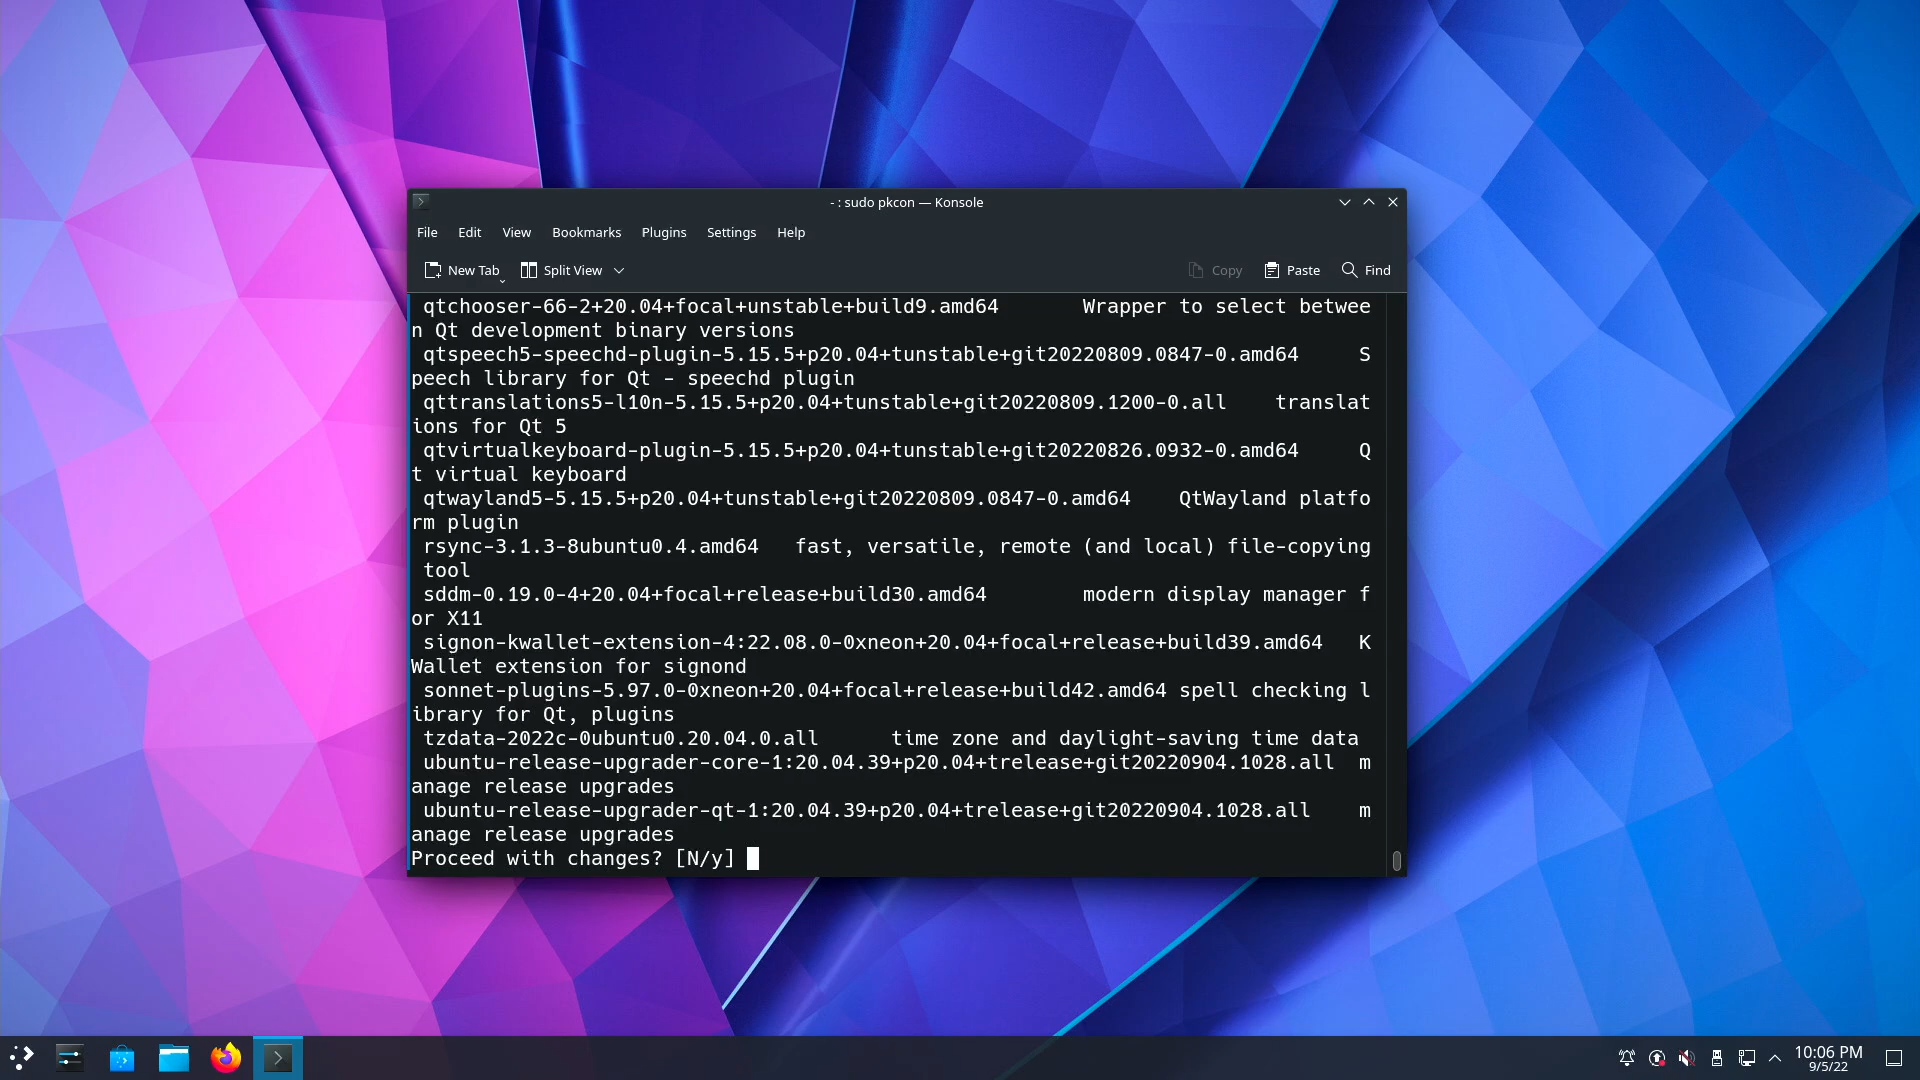 - : sudo pkcon — Konsole
File Edit View Bookmarks Plugins Settings Help
New Tab Split View Copy Paste Find
qtchooser-66-2+20.04+focal+unstable+build9.amd64 Wrapper to select betwee
n Qt development binary versions
qtspeech5-speechd-plugin-5.15.5+p20.04+tunstable+git20220809.0847-0.amd64 S
peech library for Qt - speechd plugin
qttranslations5-l10n-5.15.5+p20.04+tunstable+git20220809.1200-0.all translat
ions for Qt 5
qtvirtualkeyboard-plugin-5.15.5+p20.04+tunstable+git20220826.0932-0.amd64 Q
t virtual keyboard
qtwayland5-5.15.5+p20.04+tunstable+git20220809.0847-0.amd64 QtWayland platfo
rm plugin
rsync-3.1.3-8ubuntu0.4.amd64 fast, versatile, remote (and local) file-copying
tool
sddm-0.19.0-4+20.04+focal+release+build30.amd64 modern display manager f
or X11
signon-kwallet-extension-4:22.08.0-0xneon+20.04+focal+release+build39.amd64 K
Wallet extension for signond
sonnet-plugins-5.97.0-0xneon+20.04+focal+release+build42.amd64 spell checking l
ibrary for Qt, plugins
tzdata-2022c-0ubuntu0.20.04.0.all time zone and daylight-saving time data
ubuntu-release-upgrader-core-1:20.04.39+p20.04+trelease+git20220904.1028.all m
anage release upgrades
ubuntu-release-upgrader-qt-1:20.04.39+p20.04+trelease+git20220904.1028.all m
anage release upgrades
Proceed with changes? [N/y]
10:06 PM
9/5/22